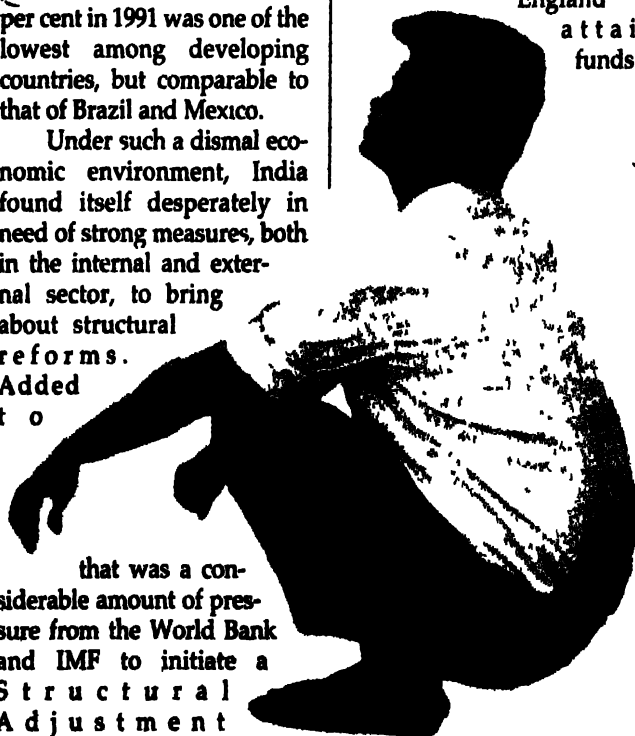 per cent in 1991 was one of the
lowest among developing
countries, but comparable to
that of Brazil and Mexico.
Under such a dismal eco-
nomic environment, India
found itself desperately in
need of strong measures, both
in the internal and exter-
nal sector, to bring
about structural
reforms.
Added
to
that was a con-
siderable amount of pres-
sure from the World Bank
and IMF to initiate a
Structural
Adjustment
England
attai
funds